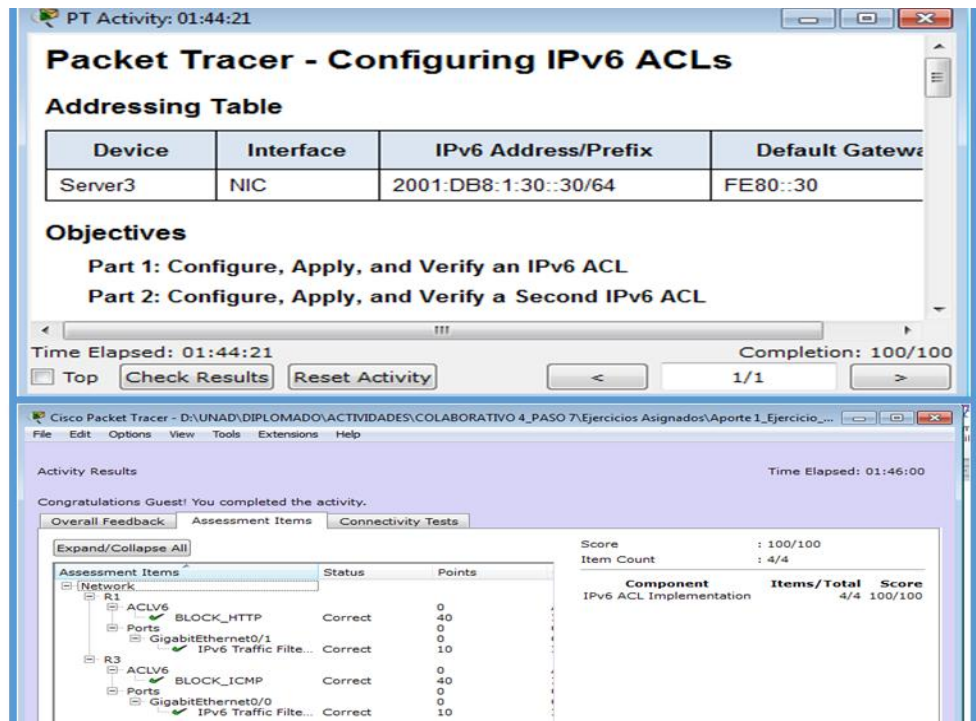 PT Activity: 01:44:21
Packet Tracer - Configuring IPv6 ACLs
Addressing Table
Device Interface IPv6 Address/Prefix Default Gatewa
Server3 NIC 2001:DB8:1:30::30/64 FE80::30
Objectives
Part 1: Configure, Apply, and Verify an IPv6 ACL
Part 2: Configure, Apply, and Verify a Second IPv6 ACL
Time Elapsed: 01:44:21 Completion: 100/100
Top Check Results Reset Activity < 1/1 >
Cisco Packet Tracer - D:\UNAD\DIPLOMADO\ACTIVIDADES\COLABORATIVO 4_PASO 7\Ejercicios Asignados\Aporte 1_Ejercicio_...
File Edit Options View Tools Extensions Help
Activity Results Time Elapsed: 01:46:00
Congratulations Guest! You completed the activity.
Overall Feedback Assessment Items Connectivity Tests
Expand/Collapse All
Score : 100/100
Item Count : 4/4
Assessment Items Status Points
Component Items/Total Score
IPv6 ACL Implementation 4/4 100/100
Network
R1
ACLV6 0
BLOCK_HTTP Correct 40
Ports 0
GigabitEthernet0/1 0
IPv6 Traffic Filte... Correct 10
R3
ACLV6 0
BLOCK_ICMP Correct 40
Ports 0
GigabitEthernet0/0 0
IPv6 Traffic Filte... Correct 10